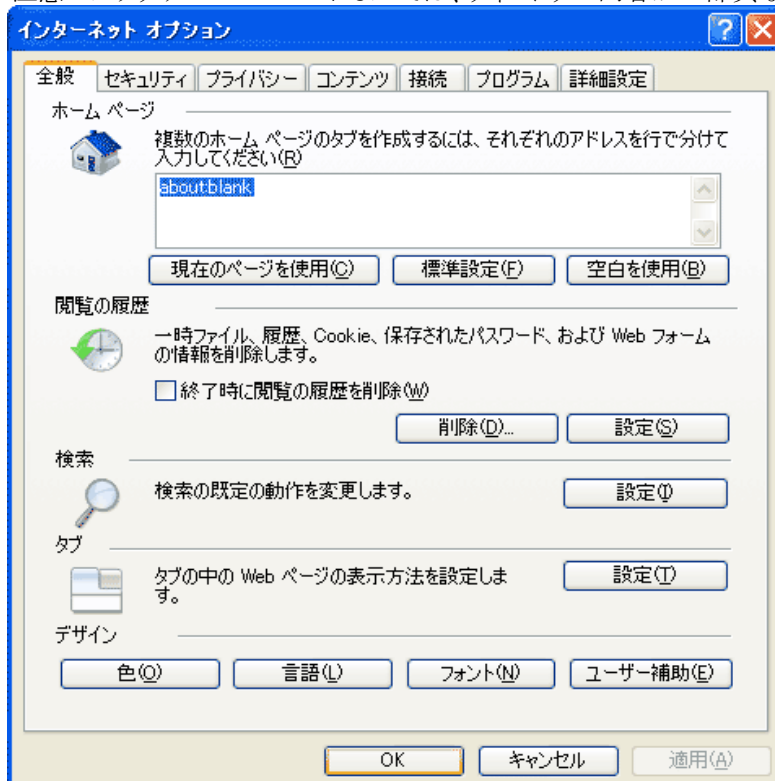 インターネット オプション
全般 セキュリティ プライバシー コンテンツ 接続 プログラム 詳細設定
ホーム ページ
複数のホーム ページのタブを作成するには、それぞれのアドレスを行で分けて
入力してください(R)
about:blank
現在のページを使用(C) 標準設定(F) 空白を使用(B)
閲覧の履歴
一時ファイル、履歴、Cookie、保存されたパスワード、および Web フォーム
の情報を削除します。
終了時に閲覧の履歴を削除(W)
削除(D)... 設定(S)
検索
検索の既定の動作を変更します。
設定(I)
タブ
タブの中の Web ページの表示方法を設定しま
す。
設定(T)
デザイン
色(O) 言語(L) フォント(N) ユーザー補助(E)
OK キャンセル 適用(A)